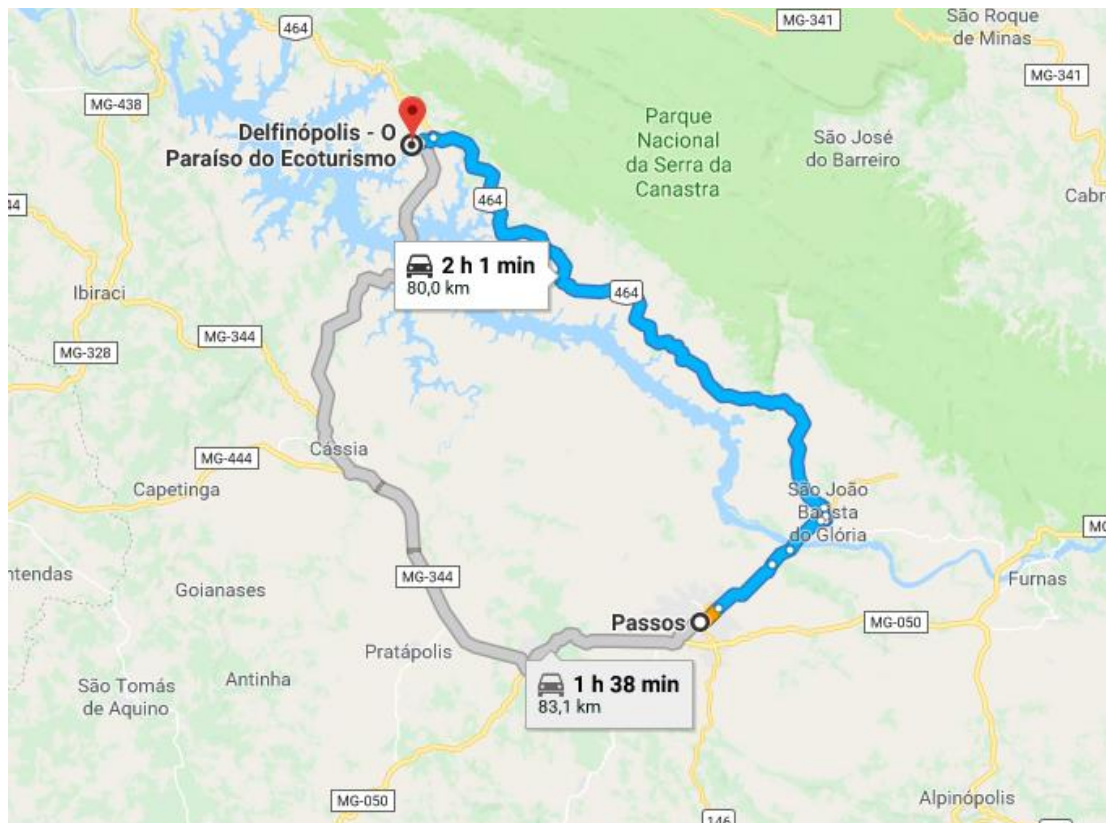 MG-341
São Roque
de Minas
464
MG-341
MG-438
Delfinópolis - O
Paraíso do Ecoturismo
Parque
Nacional
da Serra da
Canastra
São José
do Barreiro
Cabr
44
464
2 h 1 min
80,0 km
464
Ibiraci
MG-344
MG-328
Cássia
MG-444
Capetinga
São João
Batista
do Glória
MG
ntendas
Goianases
MG-344
Furnas
Passos
MG-050
Pratápolis
Antinha
São Tomás
de Aquino
1 h 38 min
83,1 km
MG-050
Alpinópolis
146